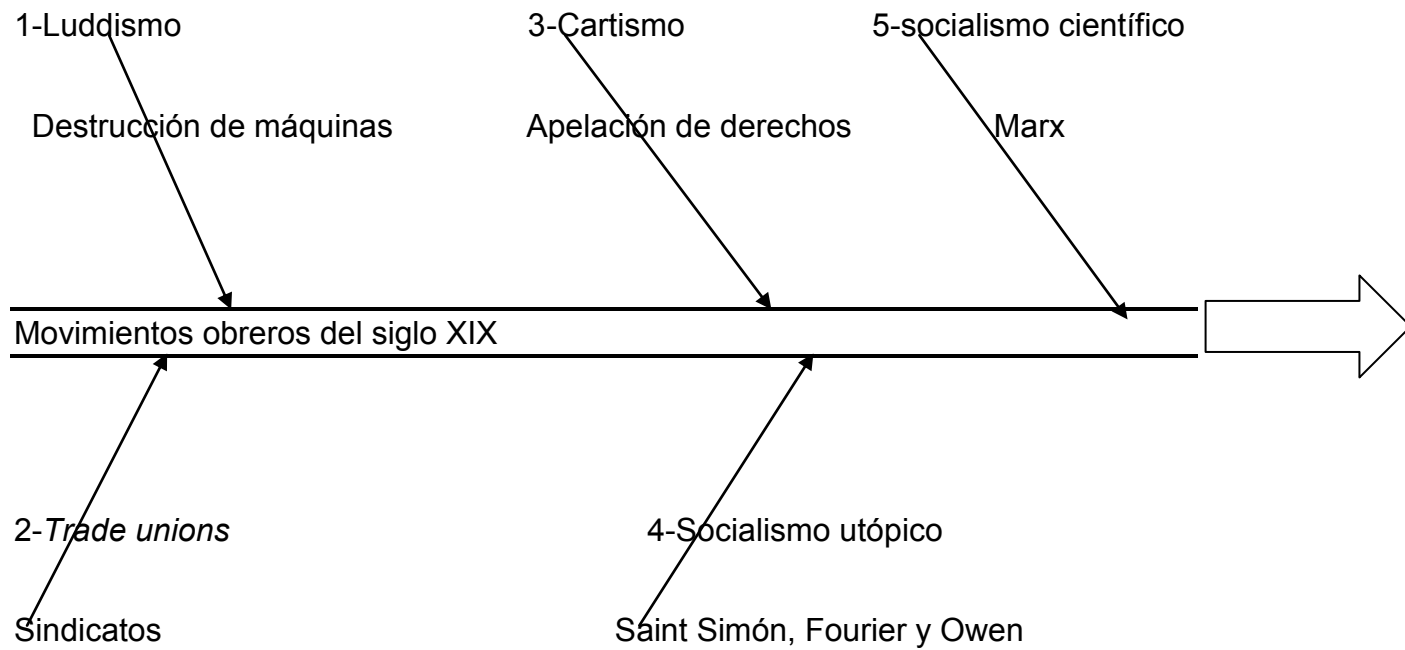 1-Luddismo
3-Cartismo
5-socialismo científico
Destrucción de máquinas
Apelación de derechos
Marx
Movimientos obreros del siglo XIX
2-Trade unions
4-Socialismo utópico
Sindicatos
Saint Simón, Fourier y Owen